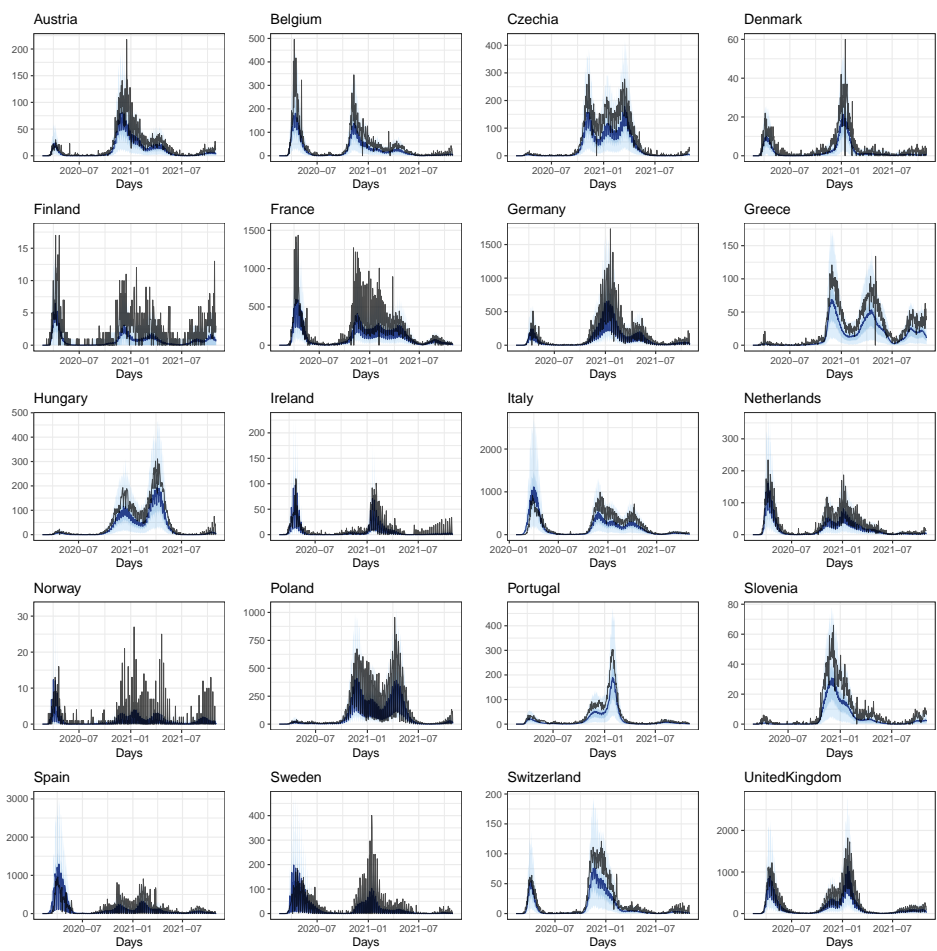 Austria
200
150
100
50
0
2020−07 2021−01 2021−07
Days
Belgium
500
400
300
200
100
0
2020−07 2021−01 2021−07
Days
Czechia
400
300
200
100
0
2020−07 2021−01 2021−07
Days
Denmark
60
40
20
0
2020−07 2021−01 2021−07
Days
Finland
15
10
5
0
2020−07 2021−01 2021−07
Days
France
1500
1000
500
0
2020−07 2021−01 2021−07
Days
Germany
1500
1000
500
0
2020−07 2021−01 2021−07
Days
Greece
150
100
50
0
2020−07 2021−01 2021−07
Days
Hungary
500
400
300
200
100
0
2020−07 2021−01 2021−07
Days
Ireland
200
150
100
50
0
2020−07 2021−01 2021−07
Days
Italy
2000
1000
0
2020−01 2020−07 2021−01 2021−07
Days
Netherlands
300
200
100
0
2020−07 2021−01 2021−07
Days
Norway
30
20
10
0
2020−07 2021−01 2021−07
Days
Poland
1000
750
500
250
0
2020−07 2021−01 2021−07
Days
Portugal
400
300
200
100
0
2020−07 2021−01 2021−07
Days
Slovenia
80
60
40
20
0
2020−07 2021−01 2021−07
Days
Spain
3000
2000
1000
0
2020−07 2021−01 2021−07
Days
Sweden
400
300
200
100
0
2020−07 2021−01 2021−07
Days
Switzerland
200
150
100
50
0
2020−07 2021−01 2021−07
Days
UnitedKingdom
2000
1000
0
2020−07 2021−01 2021−07
Days